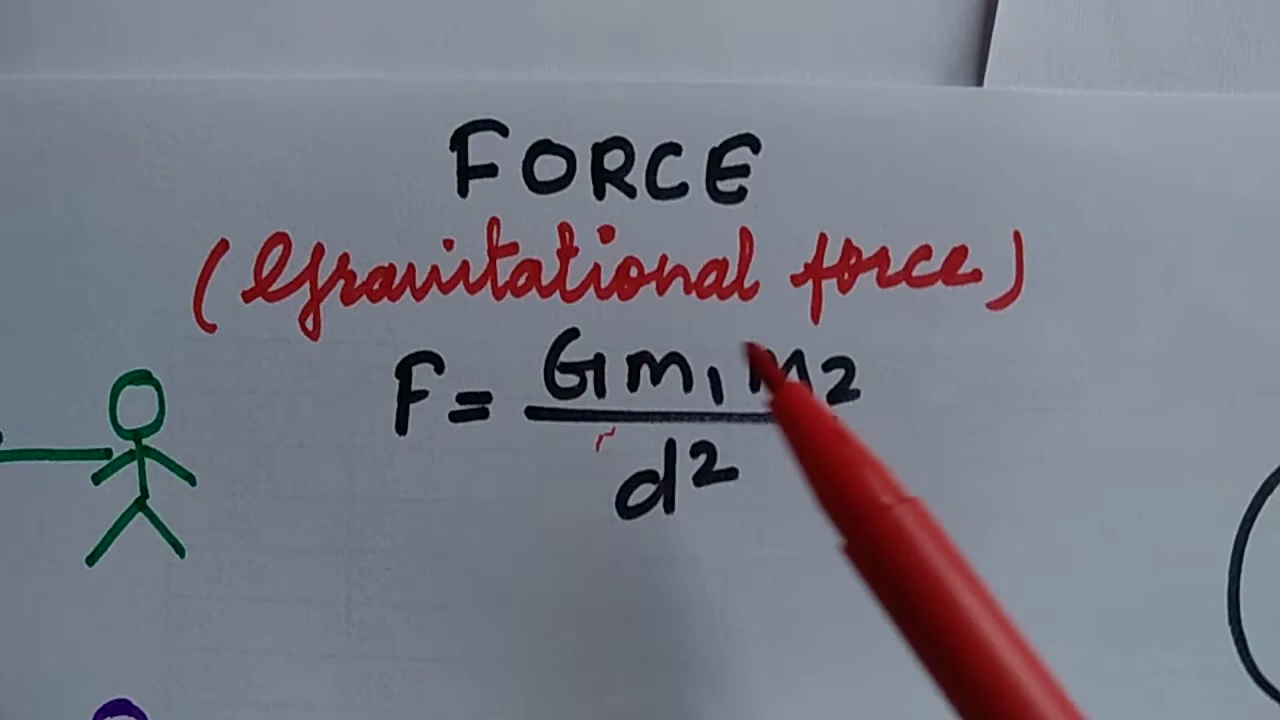 FORCE
(Gravitational force)
F = Gm₁m₂
d²